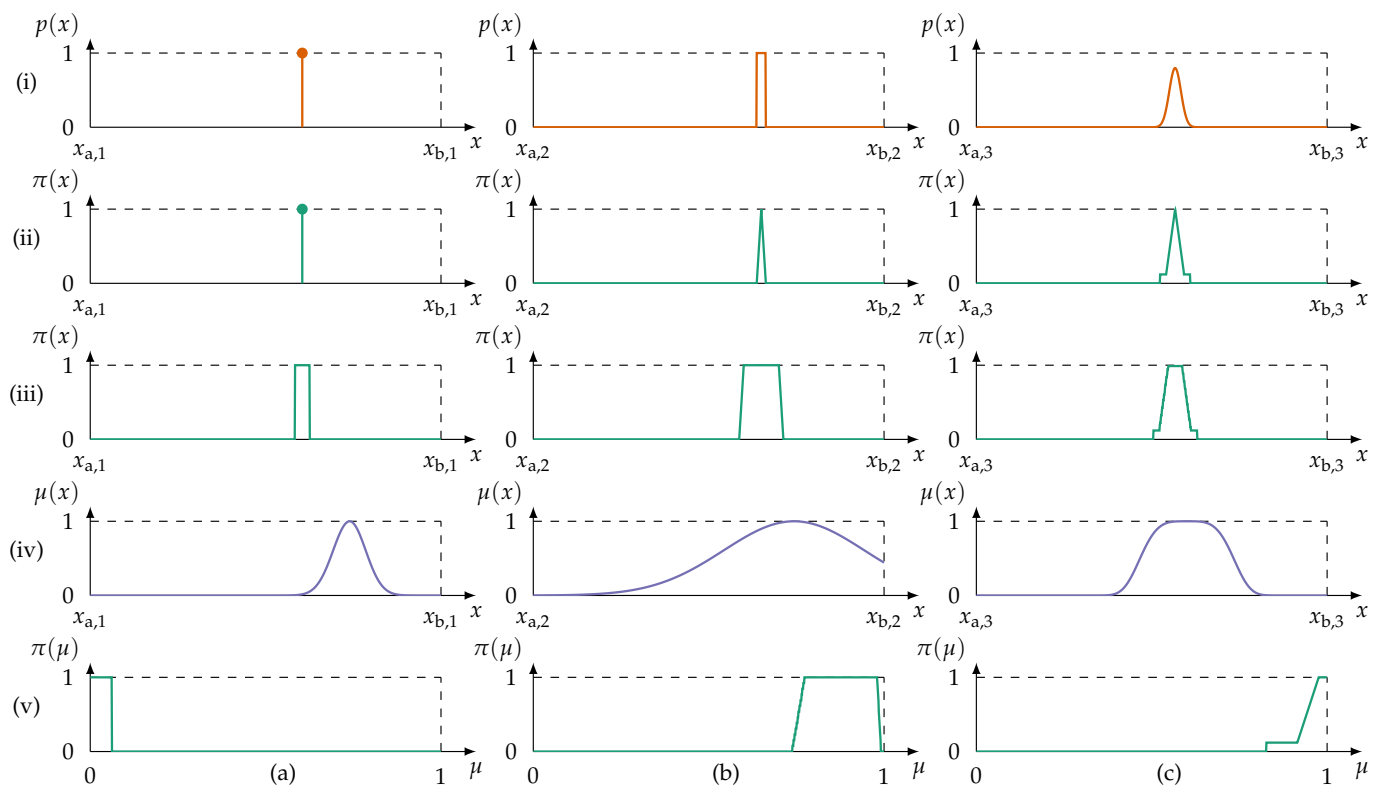 p(x) p(x) p(x)
1 1 1
(i)
0 0 0
x_a,1 x_b,1 x x_a,2 x_b,2 x x_a,3 x_b,3 x
π(x) π(x) π(x)
1 1 1
(ii)
0 0 0
x_a,1 x_b,1 x x_a,2 x_b,2 x x_a,3 x_b,3 x
π(x) π(x) π(x)
1 1 1
(iii)
0 0 0
x_a,1 x_b,1 x x_a,2 x_b,2 x x_a,3 x_b,3 x
μ(x) μ(x) μ(x)
1 1 1
(iv)
0 0 0
x_a,1 x_b,1 x x_a,2 x_b,2 x x_a,3 x_b,3 x
π(μ) π(μ) π(μ)
1 1 1
(v)
0 0 0
0 (a) 1 μ 0 (b) 1 μ 0 (c) 1 μ